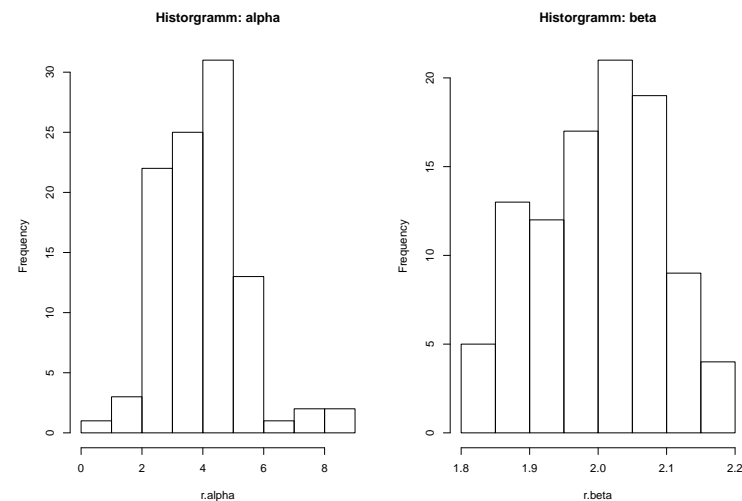 Historgramm: alpha
Frequency
0
5
10
15
20
25
30
0 2 4 6 8
r.alpha
Historgramm: beta
Frequency
0
5
10
15
20
1.8 1.9 2.0 2.1 2.2
r.beta